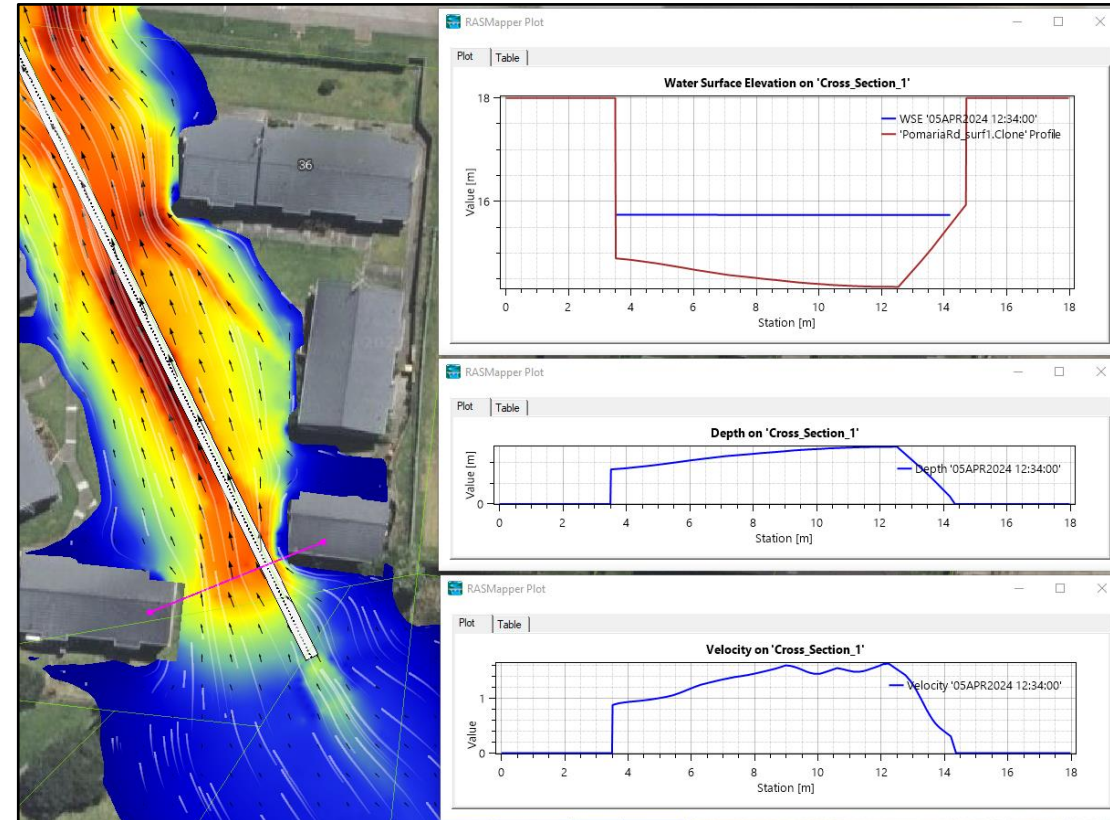 36
RASMapper Plot
Plot Table
Water Surface Elevation on 'Cross_Section_1'
18
16
Value [m]
WSE '05APR2024 12:34:00'
'PomariaRd_surf1.Clone' Profile
0 2 4 6 8 10 12 14 16 18
Station [m]
RASMapper Plot
Plot Table
Depth on 'Cross_Section_1'
Value [m]
0
Depth '05APR2024 12:34:00'
0 2 4 6 8 10 12 14 16 18
Station [m]
RASMapper Plot
Plot Table
Velocity on 'Cross_Section_1'
1
0
Value
Velocity '05APR2024 12:34:00'
0 2 4 6 8 10 12 14 16 18
Station [m]